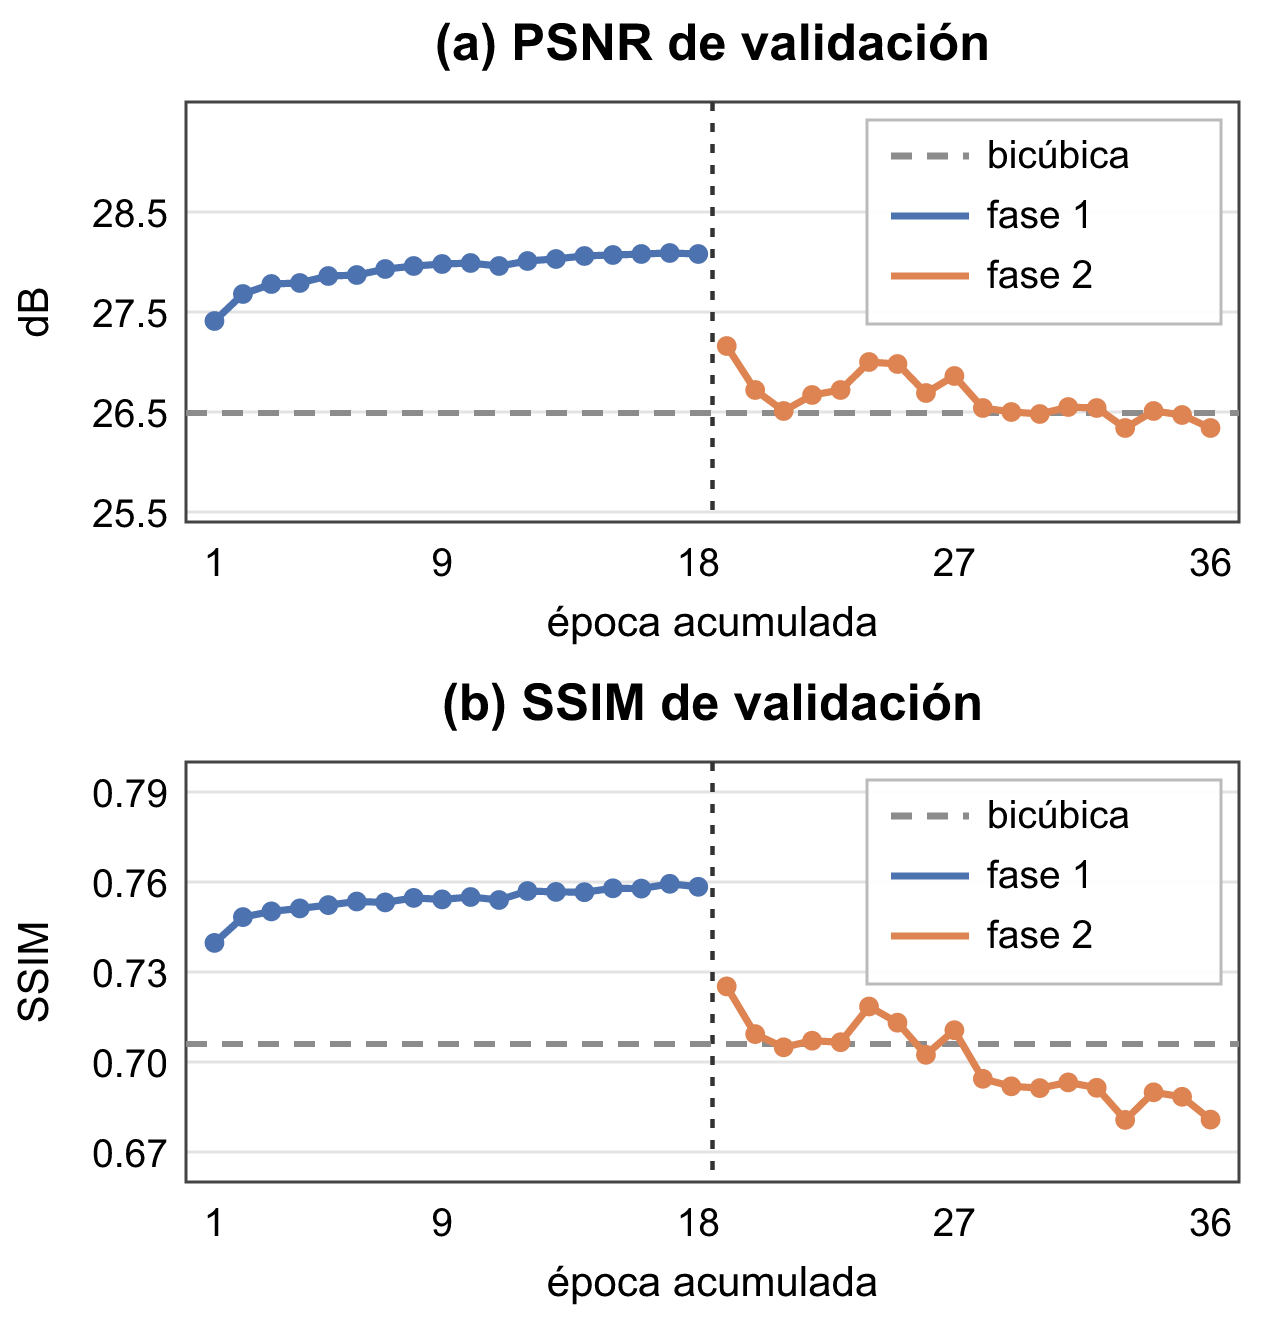 (a) PSNR de validación
bicúbica
fase 1
fase 2
28.5
27.5
26.5
25.5
dB
1 9 18 27 36
época acumulada
(b) SSIM de validación
bicúbica
fase 1
fase 2
0.79
0.76
0.73
0.70
0.67
SSIM
1 9 18 27 36
época acumulada